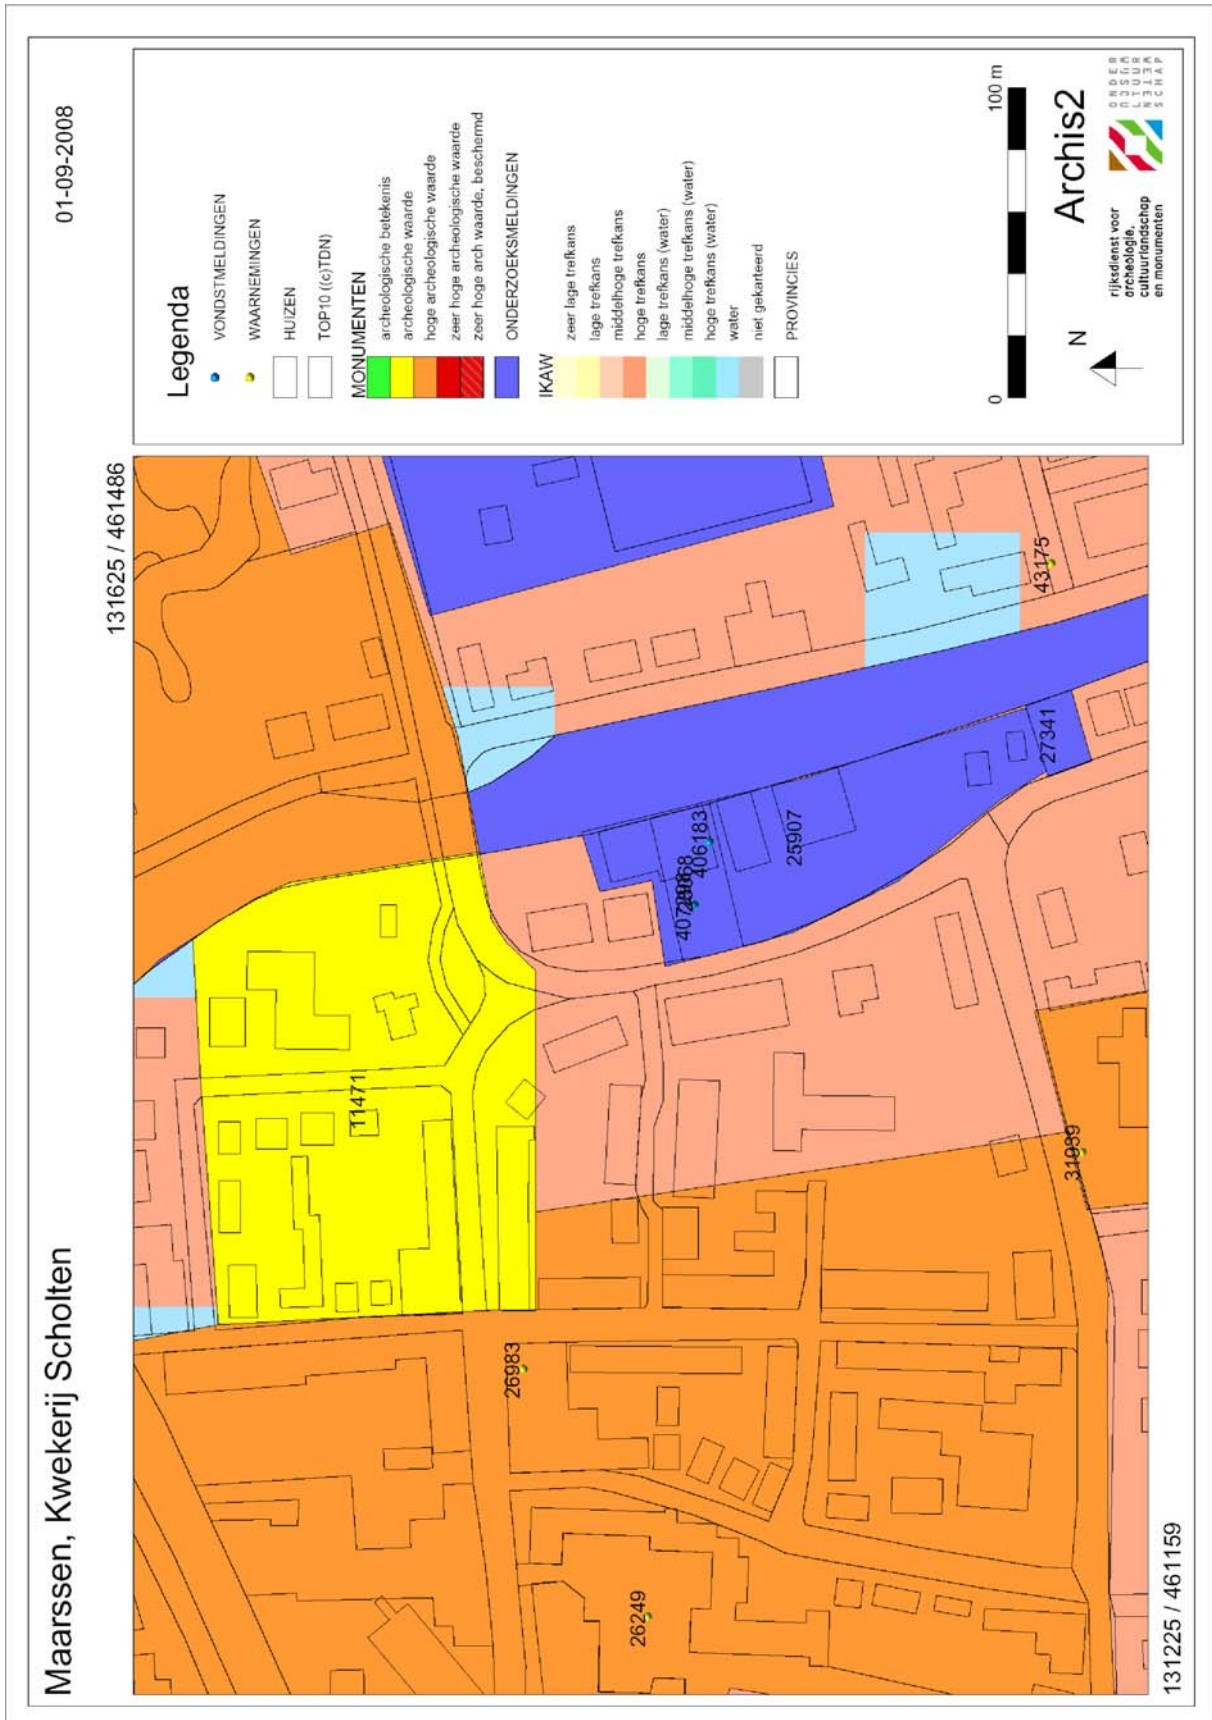 Maarssen, Kwekerij Scholten
01-09-2008
131625 / 461486
11471
26983
26249
407298
406183
25907
27341
43175
31939
131225 / 461159
Legenda
VONDSTMELDINGEN
WAARNEMINGEN
HUIZEN
TOP10 ((c)TDN)
MONUMENTEN
archeologische betekenis
archeologische waarde
hoge archeologische waarde
zeer hoge archeologische waarde
zeer hoge arch waarde, beschermd
ONDERZOEKSMELDINGEN
IKAW
zeer lage trefkans
lage trefkans
middelhoge trefkans
hoge trefkans
lage trefkans (water)
middelhoge trefkans (water)
hoge trefkans (water)
water
niet gekarteerd
PROVINCIES
0
100 m
N
Archis2
rijksdienst voor
archeologie,
cultuurlandschap
en monumenten